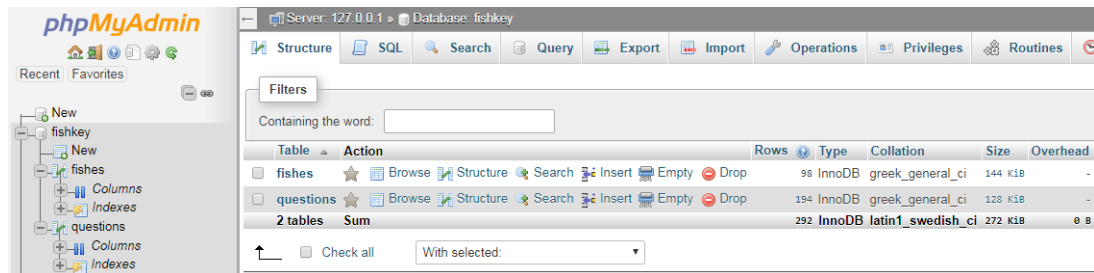 phpMyAdmin
Recent Favorites
New
fishkey
New
fishes
Columns
Indexes
questions
Columns
Indexes
Server: 127.0.0.1 » Database: fishkey
Structure SQL Search Query Export Import Operations Privileges Routines
Filters
Containing the word:
Table Action Rows Type Collation Size Overhead
fishes Browse Structure Search Insert Empty Drop 98 InnoDB greek_general_ci 144 KiB -
questions Browse Structure Search Insert Empty Drop 194 InnoDB greek_general_ci 128 KiB -
2 tables Sum 292 InnoDB latin1_swedish_ci 272 KiB 0 B
Check all With selected: